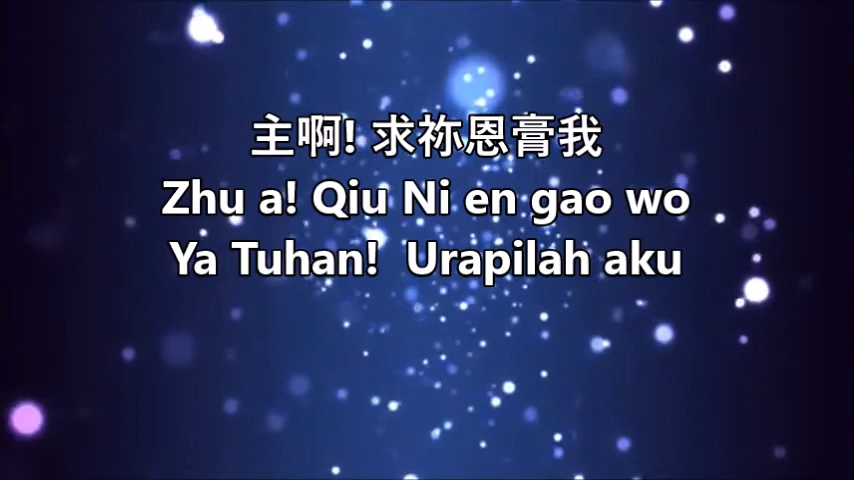 主啊! 求祢恩膏我
Zhu a! Qiu Ni en gao wo
Ya Tuhan!  Urapilah aku